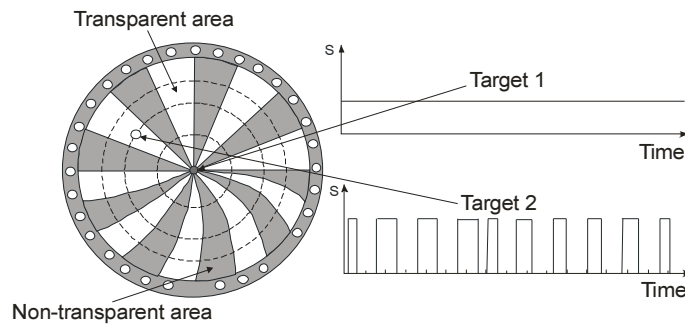 Transparent area
S
Target 1
Time
S
Target 2
Time
Non-transparent area